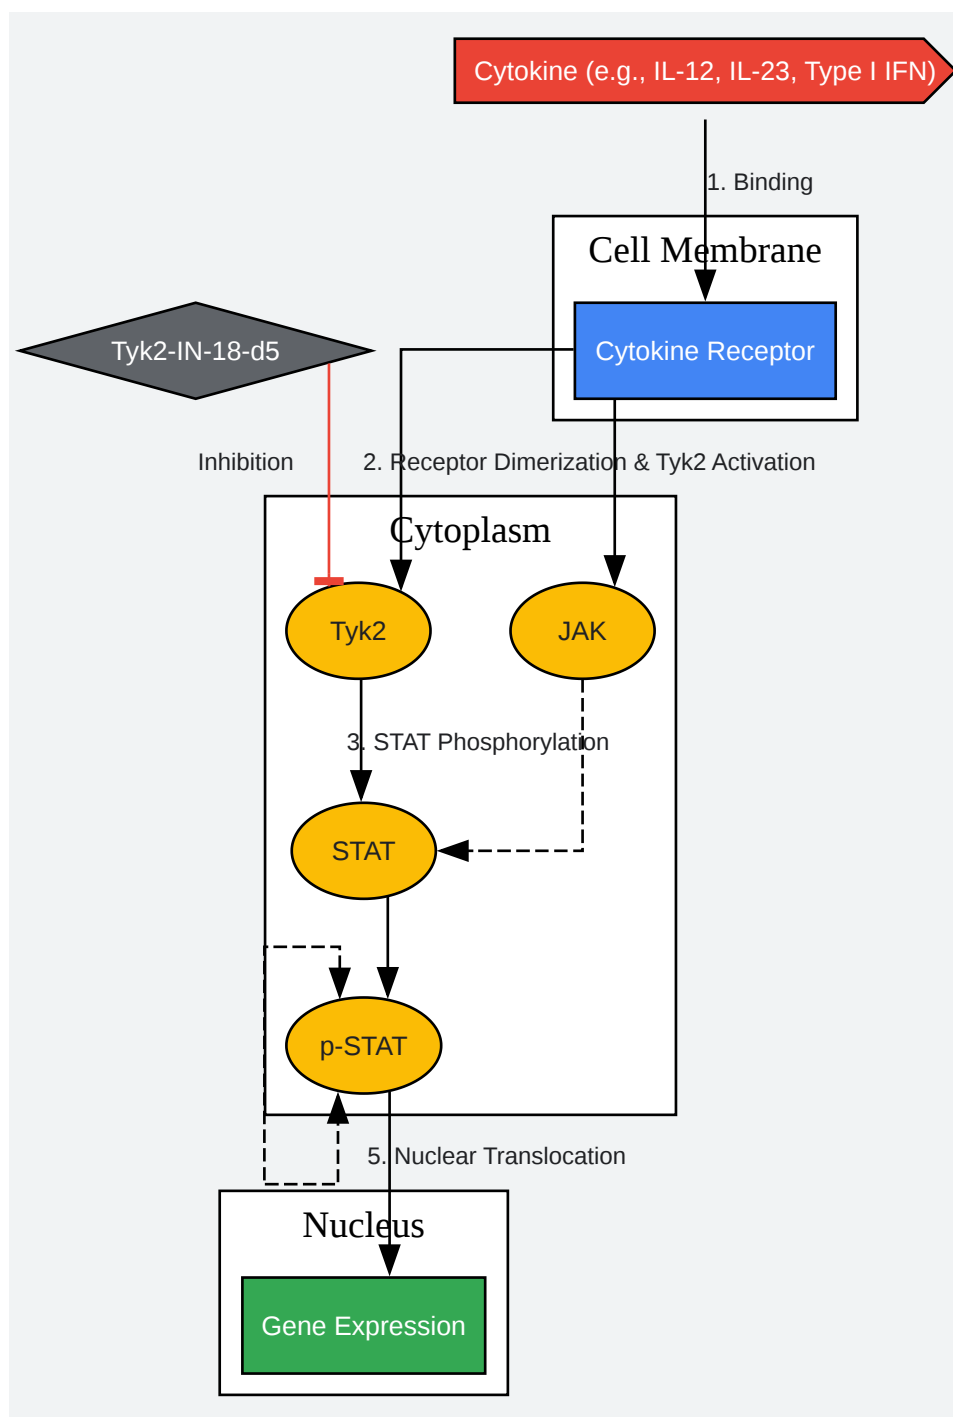 Cytokine (e.g., IL-12, IL-23, Type I IFN)
1. Binding
Cell Membrane
Cytokine Receptor
Tyk2-IN-18-d5
Inhibition
2. Receptor Dimerization & Tyk2 Activation
Cytoplasm
Tyk2
JAK
3. STAT Phosphorylation
STAT
p-STAT
5. Nuclear Translocation
Nucleus
Gene Expression